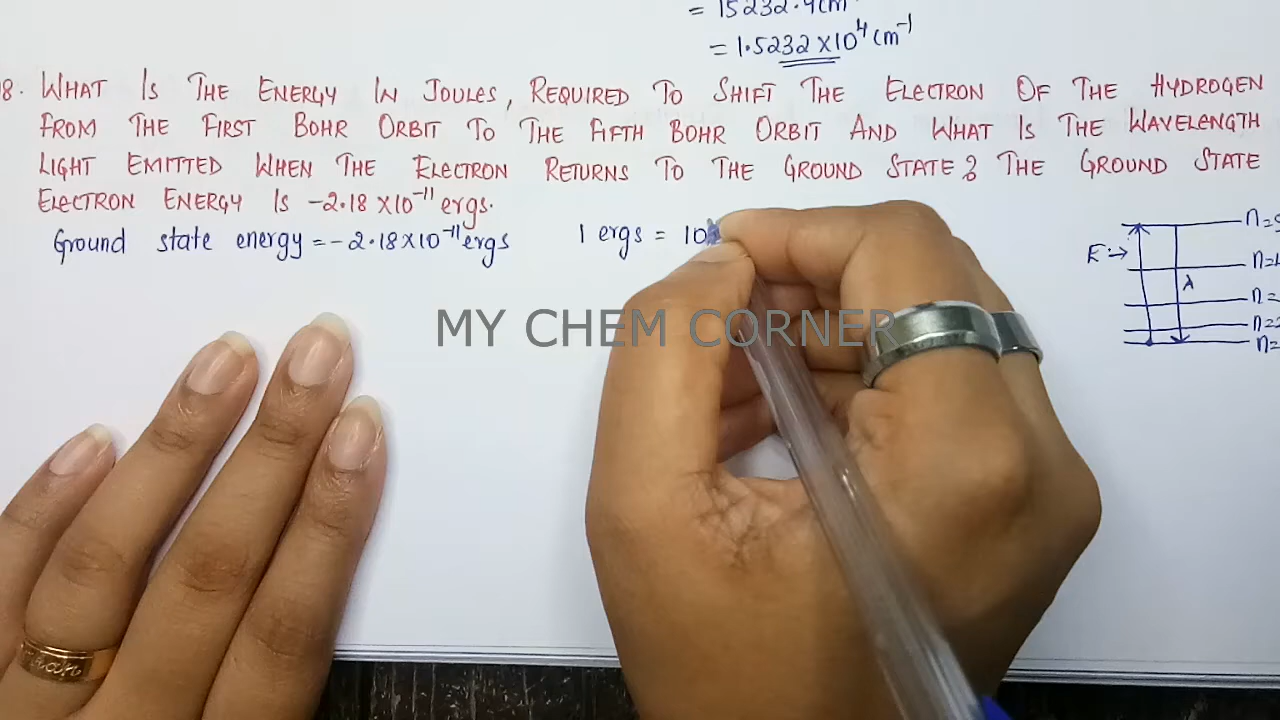 = 15232.4cm
= 1.5232 × 10⁴ cm⁻¹
8. WHAT IS THE ENERGY IN JOULES, REQUIRED TO SHIFT THE ELECTRON OF THE HYDROGEN
FROM THE FIRST BOHR ORBIT TO THE FIFTH BOHR ORBIT AND WHAT IS THE WAVELENGTH
LIGHT EMITTED WHEN THE ELECTRON RETURNS TO THE GROUND STATE? THE GROUND STATE
ELECTRON ENERGY IS -2.18 ×10⁻¹¹ ergs.
Ground state energy = -2.18×10⁻¹¹ ergs 1 ergs = 10
n=5
E →
λ
n=
n=
n=
MY CHEM CORNER